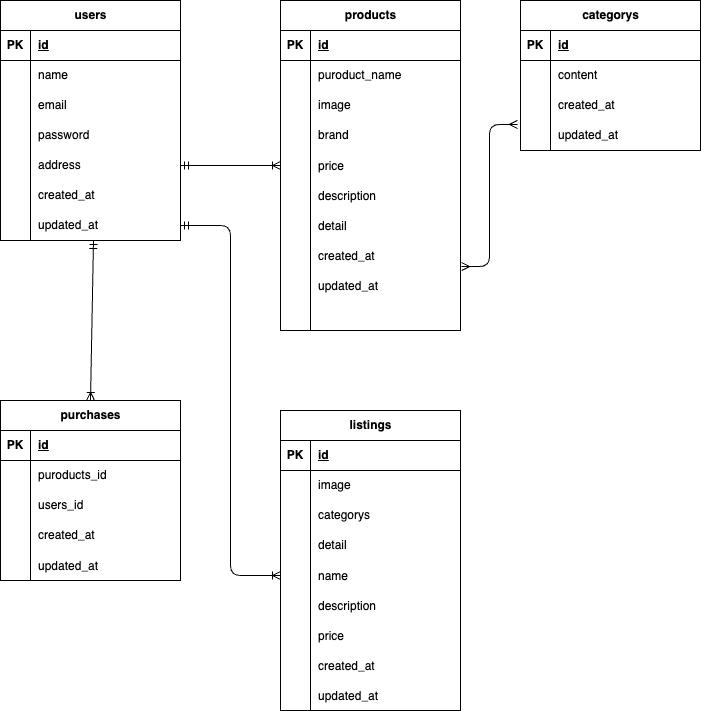 users
PK id
name
email
password
address
created_at
updated_at
products
PK id
puroduct_name
image
brand
price
description
detail
created_at
updated_at
categorys
PK id
content
created_at
updated_at
purchases
PK id
puroducts_id
users_id
created_at
updated_at
listings
PK id
image
categorys
detail
name
description
price
created_at
updated_at